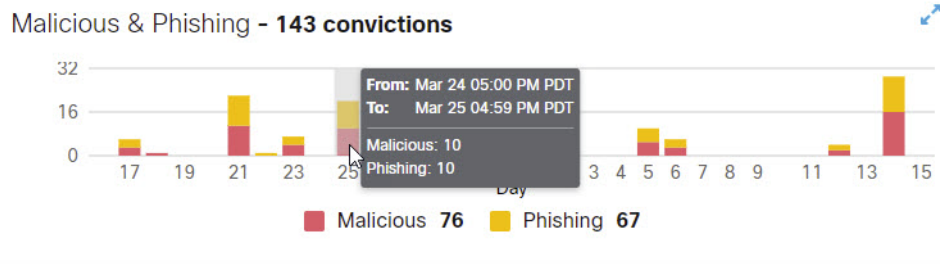 Malicious & Phishing - 143 convictions
32
16
0
From: Mar 24 05:00 PM PDT
To: Mar 25 04:59 PM PDT
Malicious: 10
Phishing: 10
17 19 21 23 25 3 4 5 6 7 8 9 11 13 15
Day
Malicious 76 Phishing 67